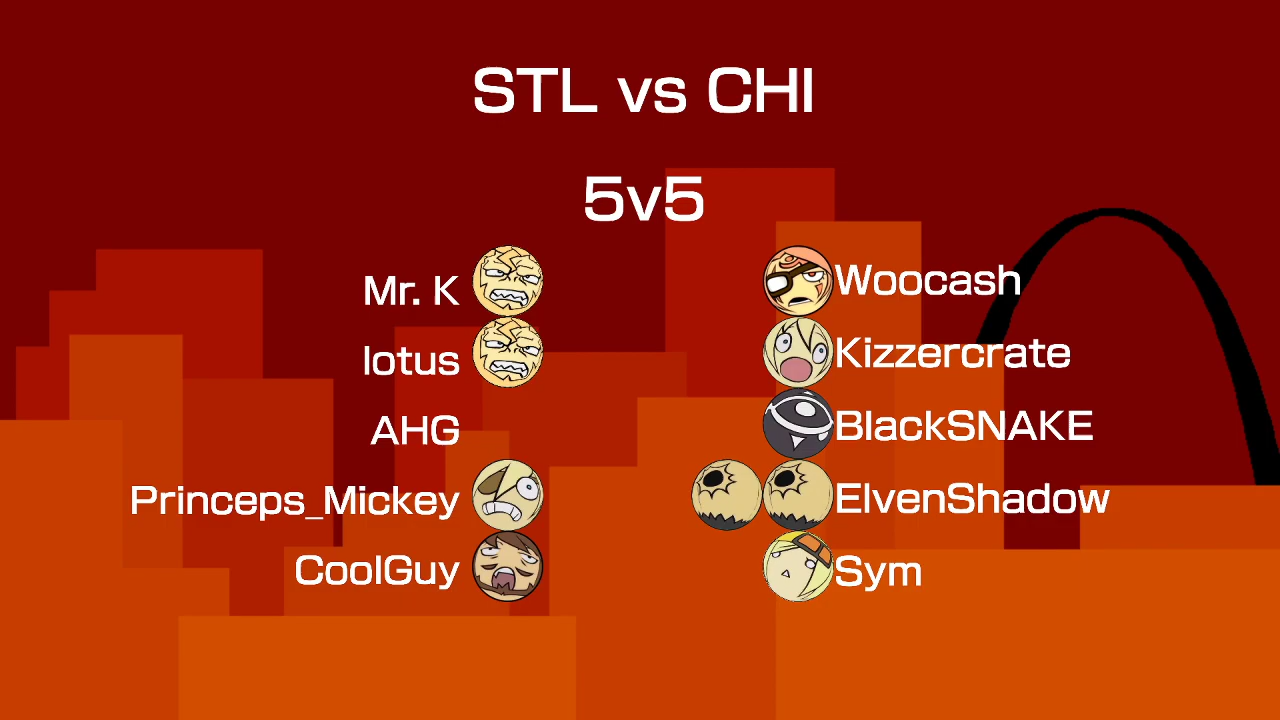 STL vs CHI
5v5
Mr. K
lotus
AHG
Princeps_Mickey
CoolGuy
Woocash
Kizzercrate
BlackSNAKE
ElvenShadow
Sym